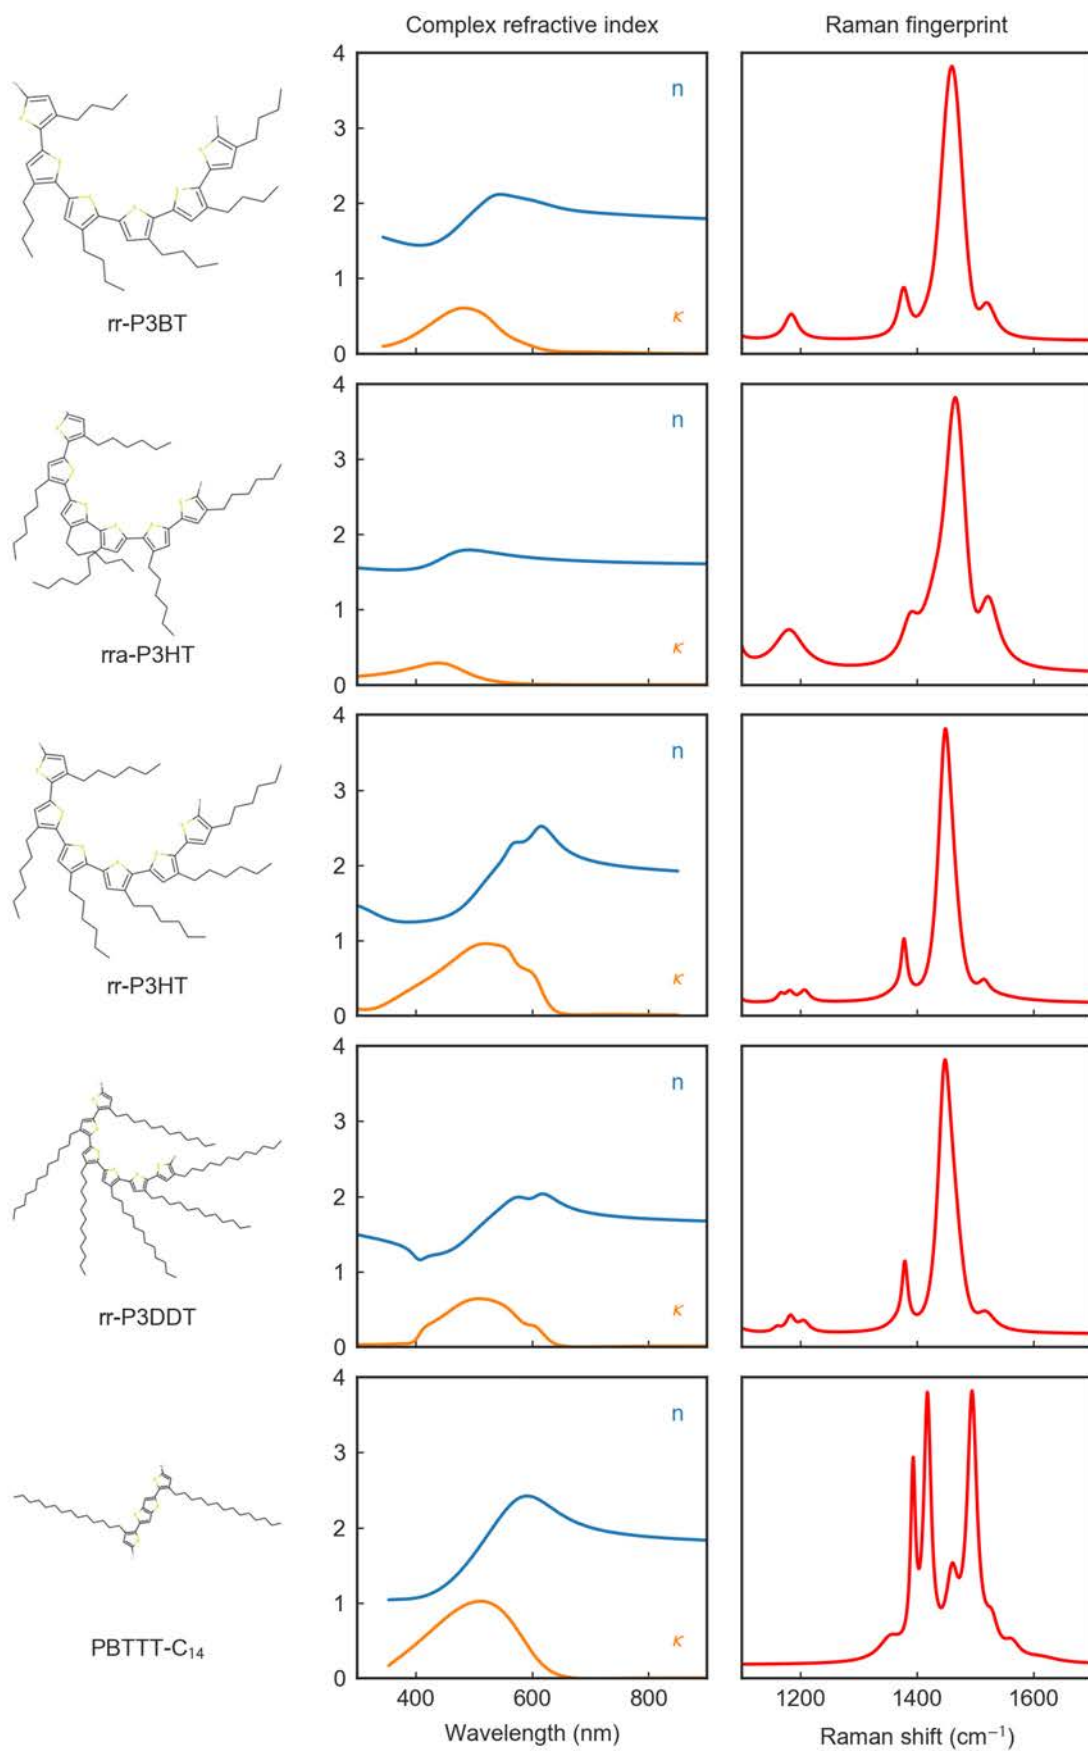 Complex refractive index
Raman fingerprint
4
3
2
1
0
n
κ
rr-P3BT
4
3
2
1
0
n
κ
rra-P3HT
4
3
2
1
0
n
κ
rr-P3HT
4
3
2
1
0
n
κ
rr-P3DDT
4
3
2
1
0
n
κ
PBTTT-C₁₄
400 600 800
Wavelength (nm)
1200 1400 1600
Raman shift (cm⁻¹)